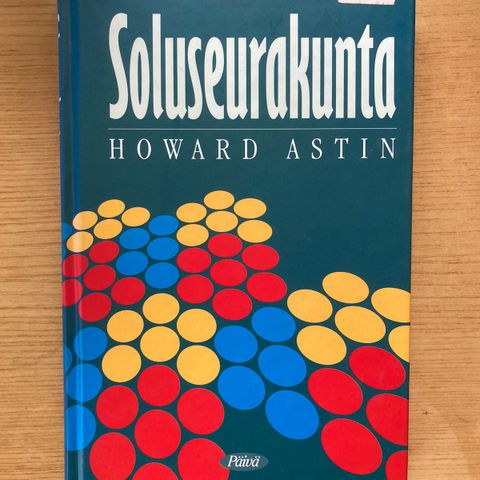 Soluseurakunta
HOWARD ASTIN
Päivä